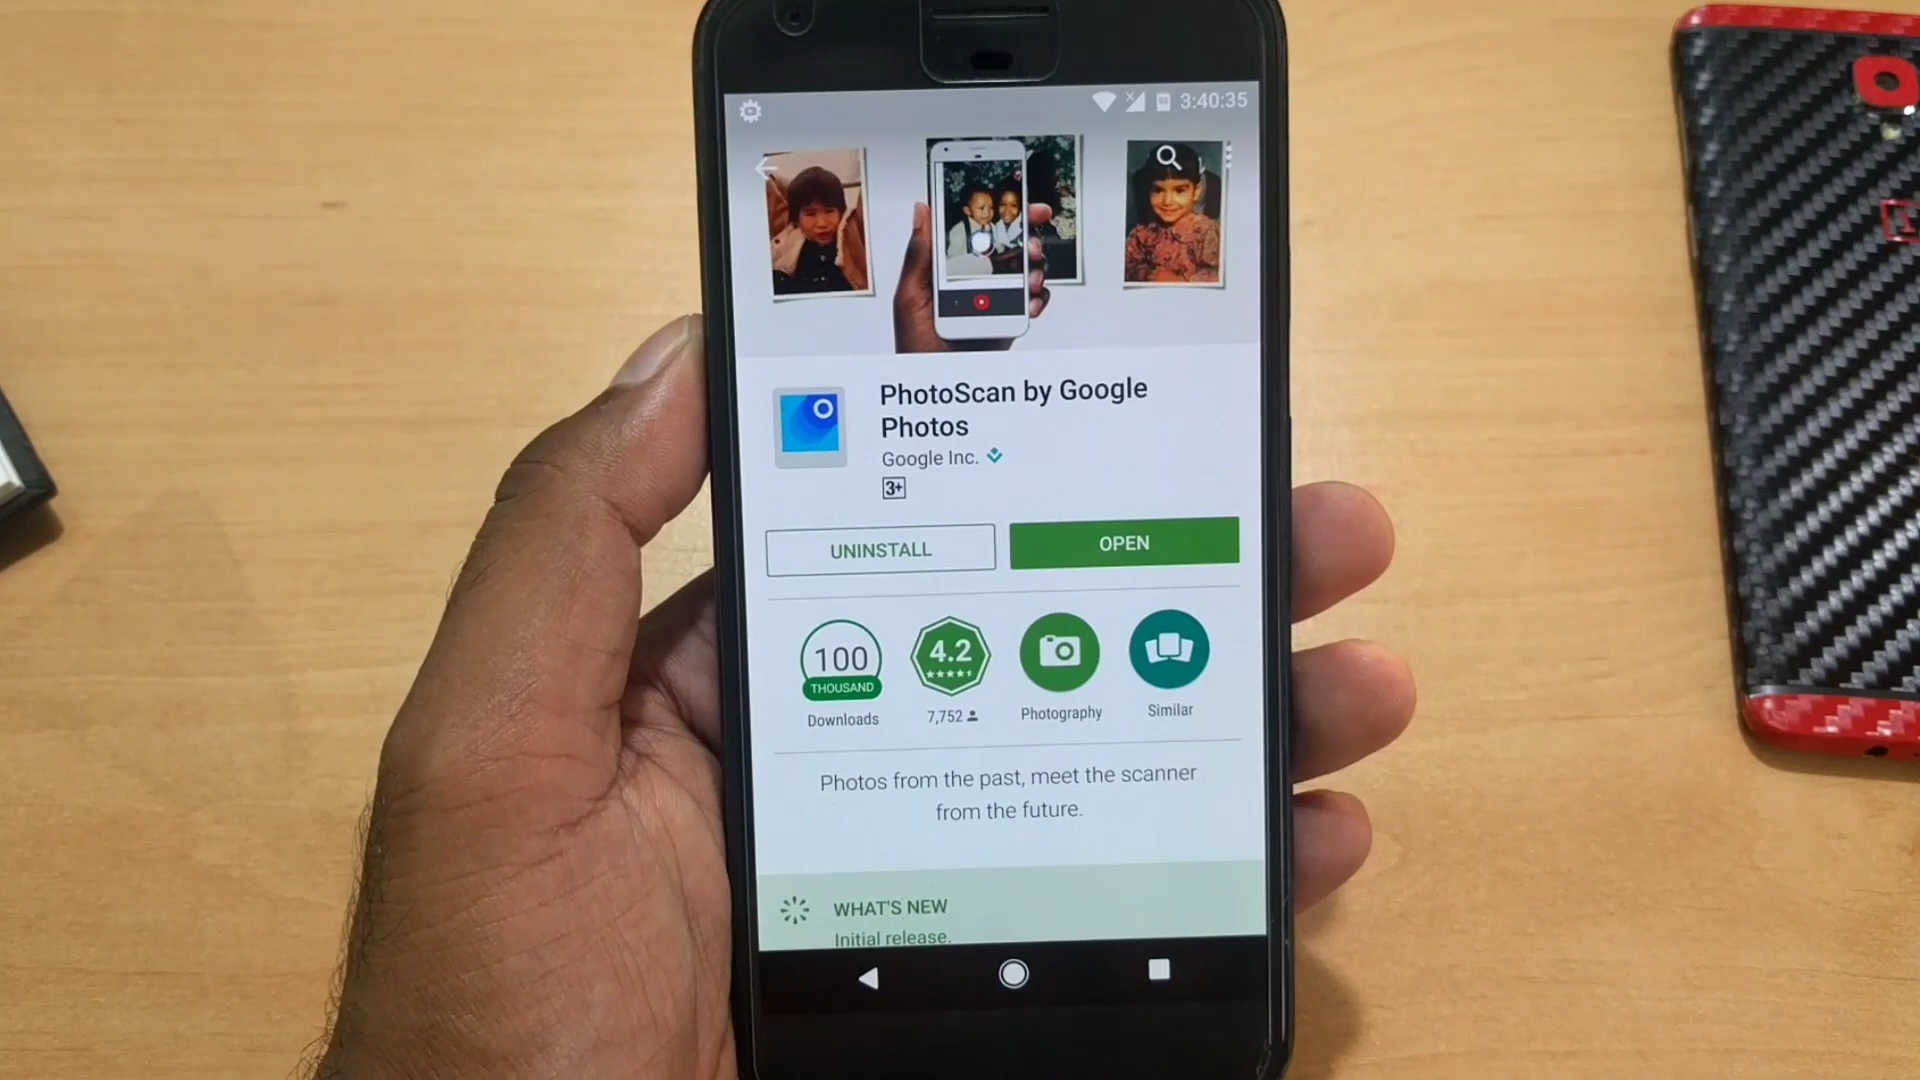 3:40:35
PhotoScan by Google
Photos
Google Inc.
3+
UNINSTALL
OPEN
100
THOUSAND
Downloads
4.2
7,752
Photography
Similar
Photos from the past, meet the scanner
from the future.
WHAT'S NEW
Initial release.